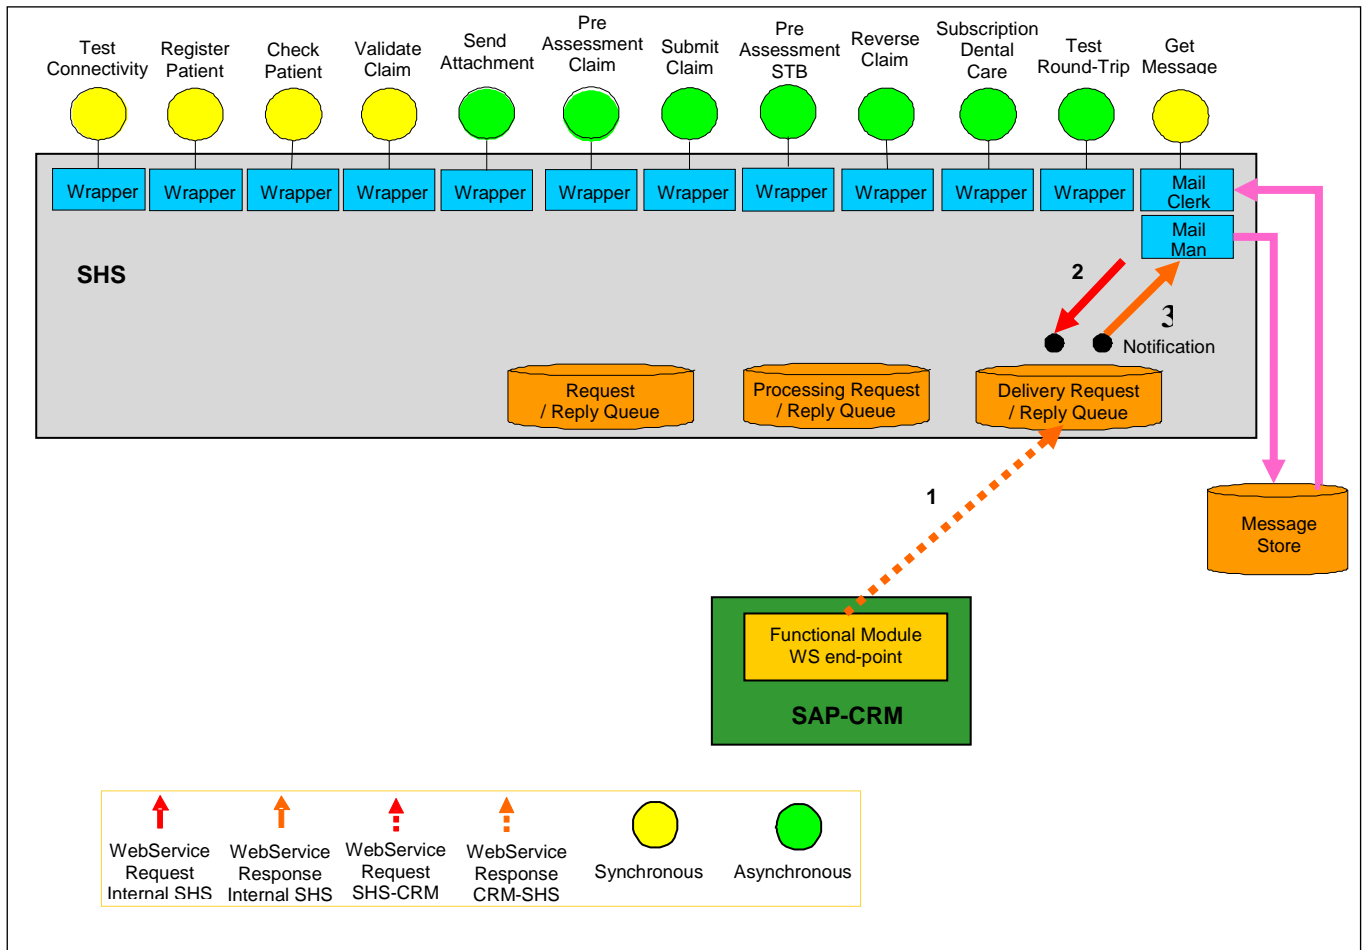 Test
Connectivity
Register
Patient
Check
Patient
Validate
Claim
Send
Attachment
Pre
Assessment
Claim
Submit
Claim
Pre
Assessment
STB
Reverse
Claim
Subscription
Dental
Care
Test
Round-Trip
Get
Message
Wrapper
Wrapper
Wrapper
Wrapper
Wrapper
Wrapper
Wrapper
Wrapper
Wrapper
Wrapper
Wrapper
Mail
Clerk
Mail
Man
SHS
2
3
Notification
Request
/ Reply Queue
Processing Request
/ Reply Queue
Delivery Request
/ Reply Queue
1
Message
Store
Functional Module
WS end-point
SAP-CRM
WebService
Request
Internal SHS
WebService
Response
Internal SHS
WebService
Request
SHS-CRM
WebService
Response
CRM-SHS
Synchronous
Asynchronous